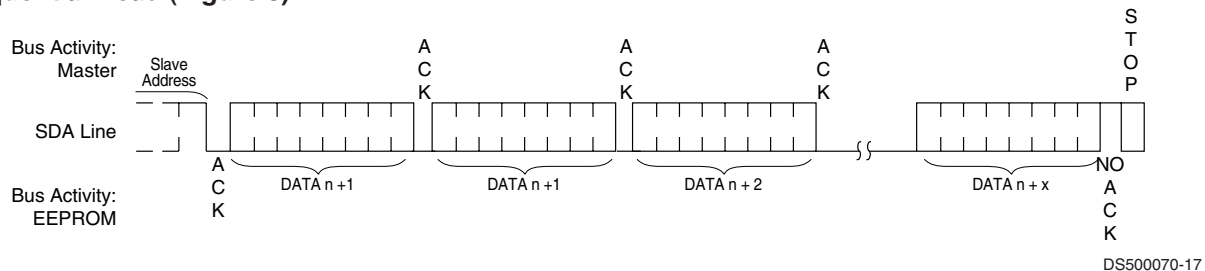 S
T
O
P
Bus Activity:
Master
A
C
K
A
C
K
A
C
K
Slave
Address
SDA Line
A
C
K
DATA n +1
DATA n +1
DATA n + 2
DATA n + x
NO
A
C
K
Bus Activity:
EEPROM
DS500070-17